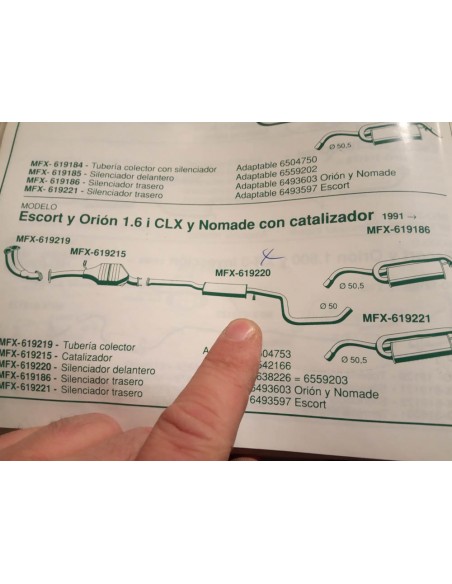 Ø 50,5
MFX- 619184 - Tubería colector con silenciador Adaptable 6504750
MFX- 619185 - Silenciador delantero Adaptable 6559202
MFX- 619186 - Silenciador trasero Adaptable 6493603 Orión y Nomade
MFX - 619221 - Silenciador trasero Adaptable 6493597 Escort
MODELO
Escort y Orión 1.6 i CLX y Nomade con catalizador 1991 →
MFX-619219
MFX-619215
MFX-619220
MFX-619186
Ø 50,5
Ø 50
MFX-619221
Ø 50,5
MFX-619219 - Tubería colector 504753
MFX-619215 - Catalizador 542166
MFX-619220 - Silenciador delantero 638226 = 6559203
MFX-619186 - Silenciador trasero 6493603 Orión y Nomade
MFX-619221 - Silenciador trasero 6493597 Escort